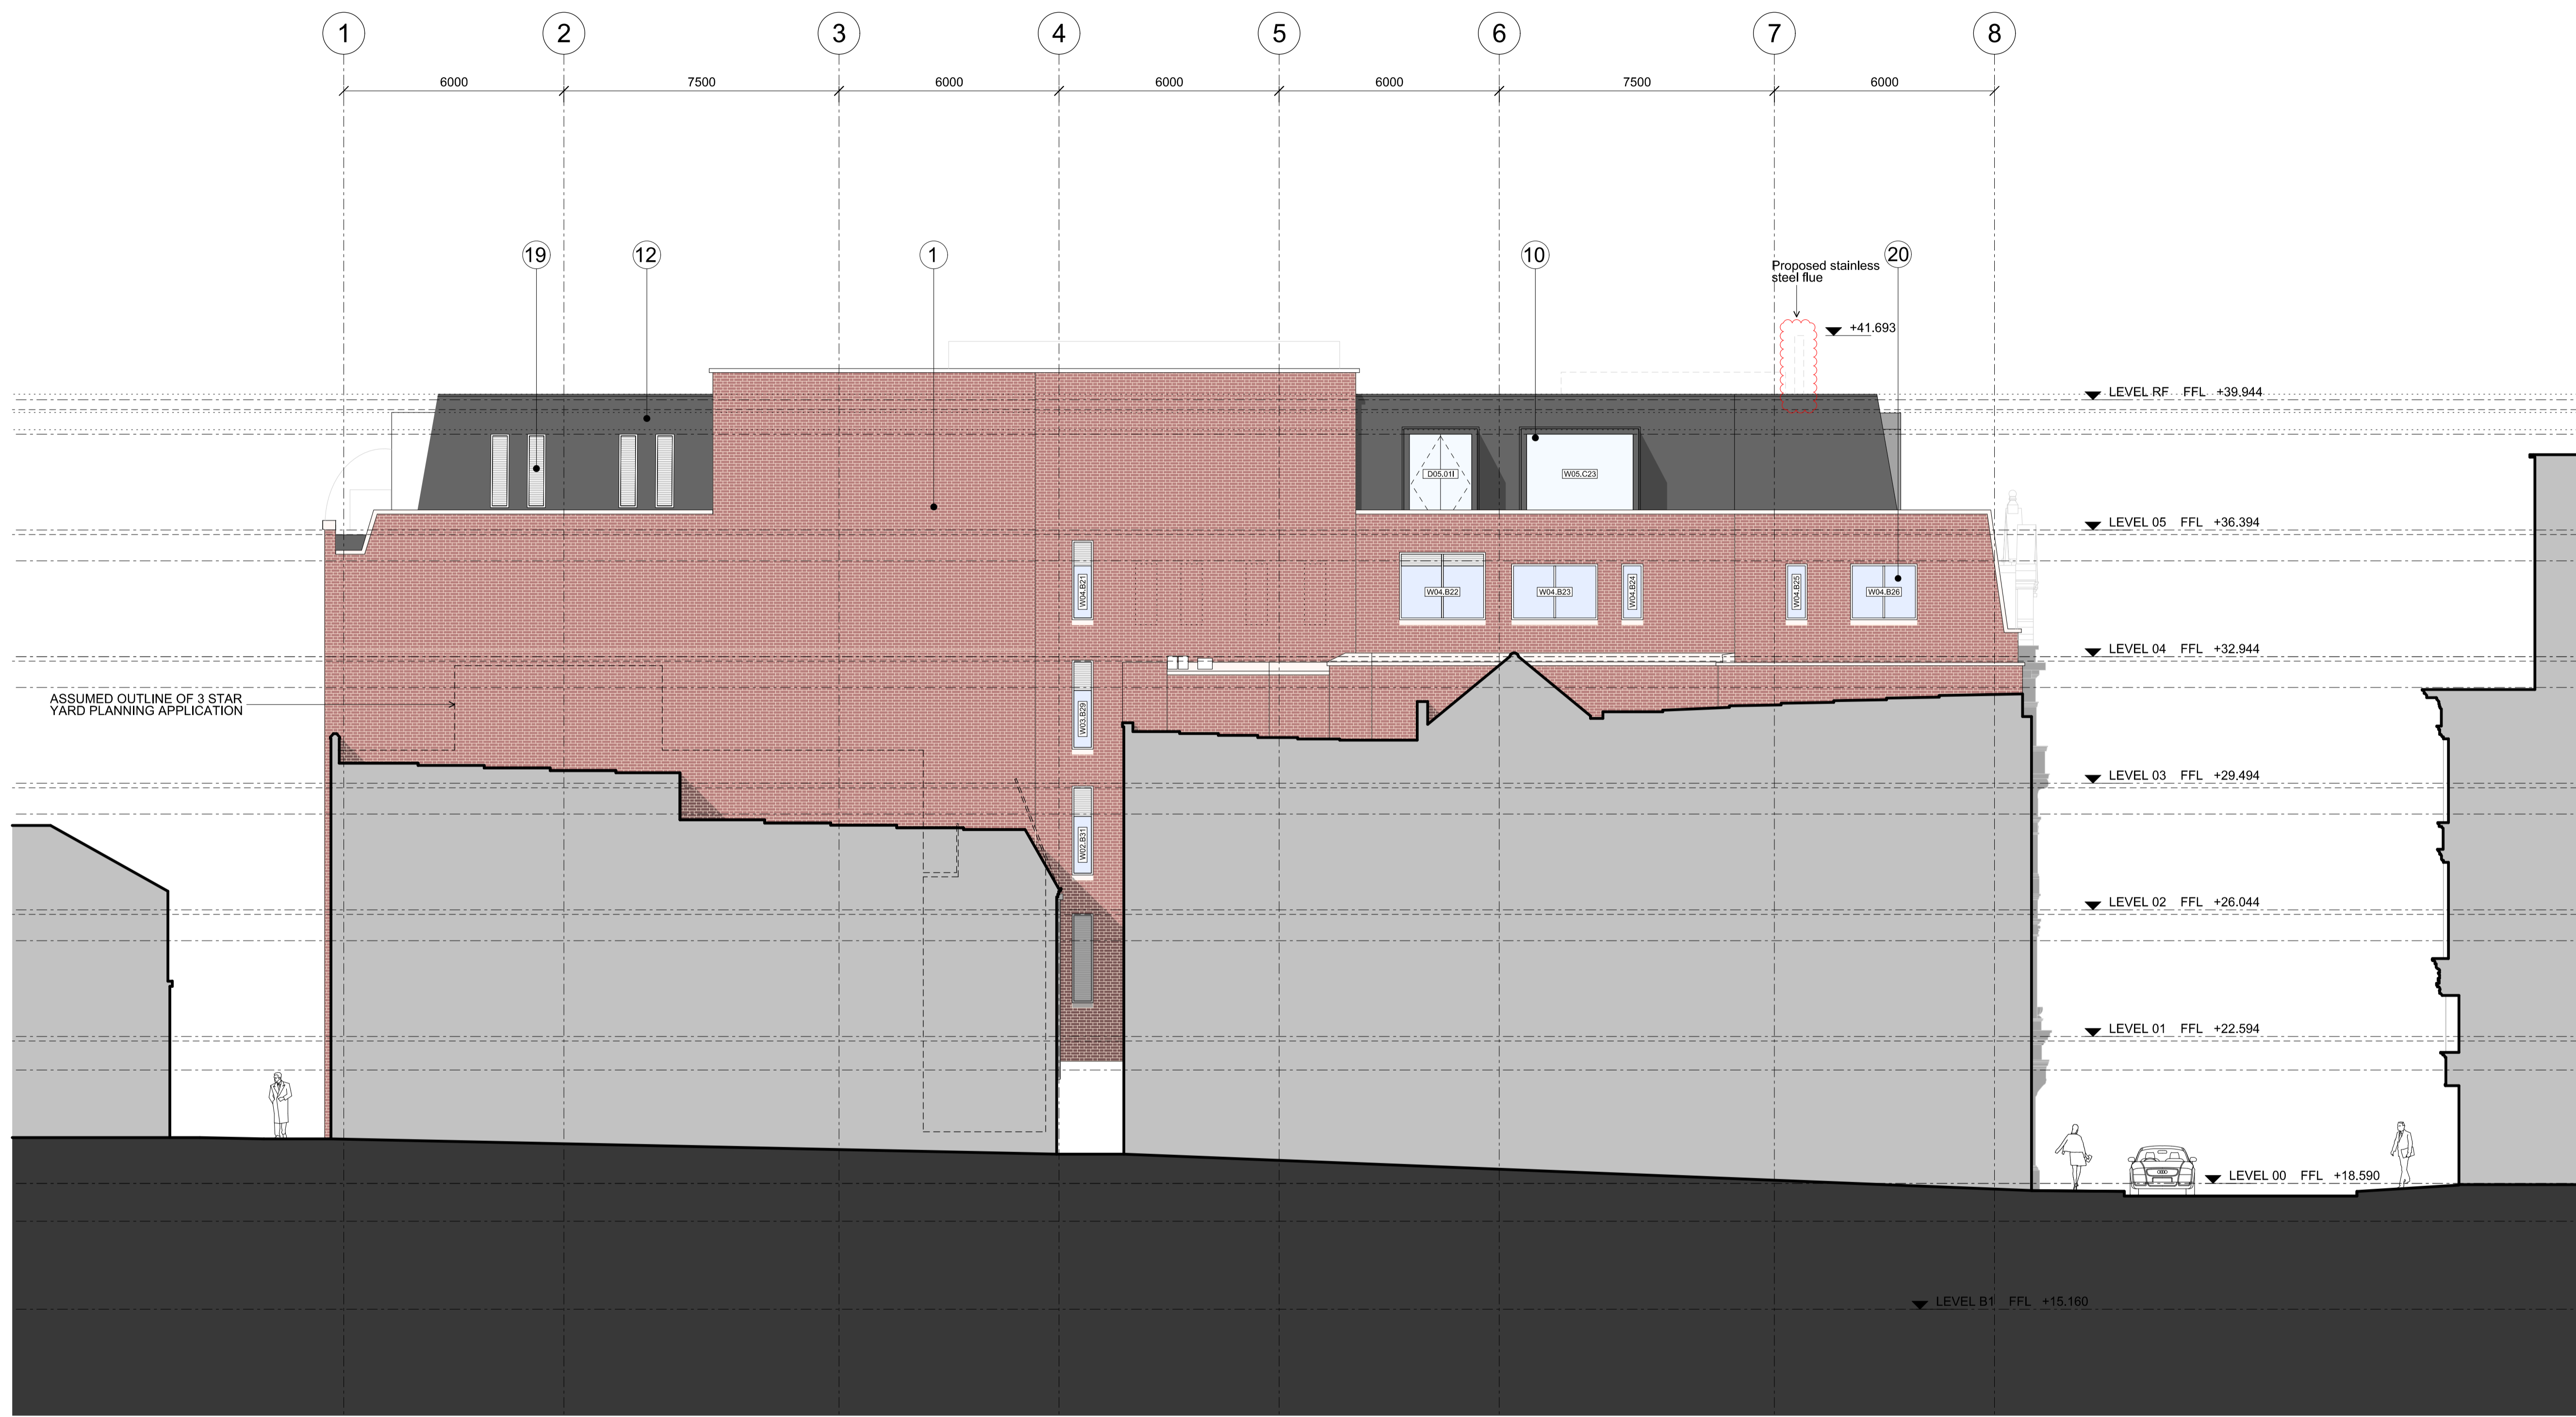 1
2
3
4
5
6
7
8
6000
7500
6000
6000
6000
7500
6000
19
12
1
10
20
Proposed stainless
steel flue
+41.693
LEVEL RF FFL +39.944
D05.01I
W05.C23
LEVEL 05 FFL +36.394
W04.B21
W04.B22
W04.B23
W04.B24
W04.B25
W04.B26
LEVEL 04 FFL +32.944
ASSUMED OUTLINE OF 3 STAR
YARD PLANNING APPLICATION
W03.B29
LEVEL 03 FFL +29.494
W02.B31
LEVEL 02 FFL +26.044
LEVEL 01 FFL +22.594
LEVEL 00 FFL +18.590
LEVEL B1 FFL +15.160